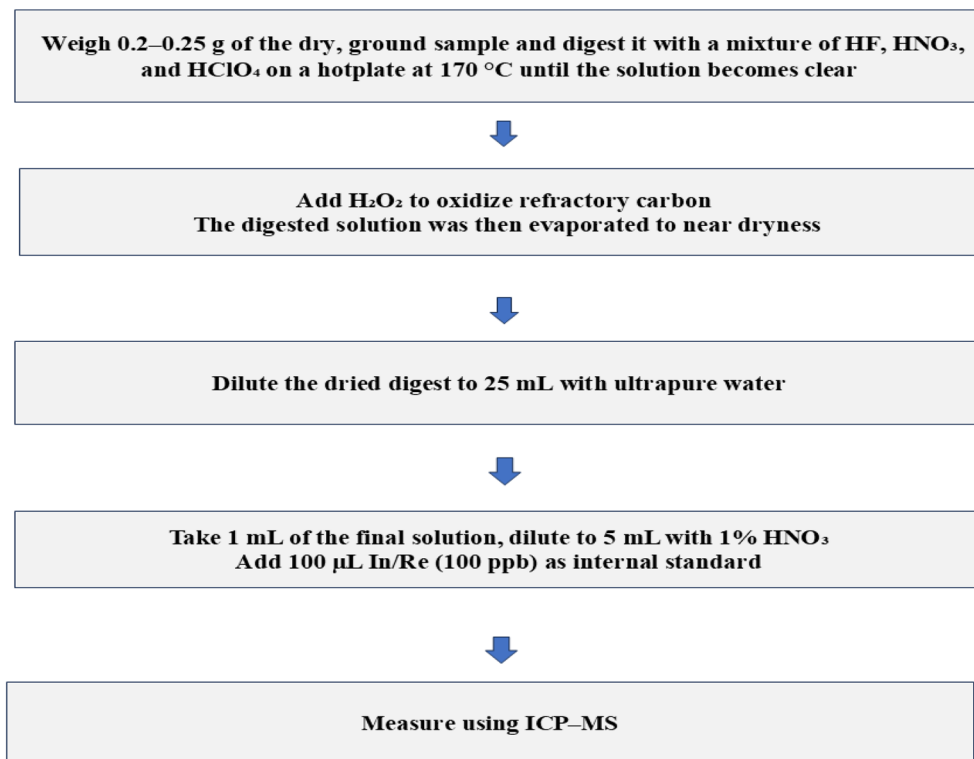 Weigh 0.2–0.25 g of the dry, ground sample and digest it with a mixture of HF, HNO₃,
and HClO₄ on a hotplate at 170 °C until the solution becomes clear
Add H₂O₂ to oxidize refractory carbon
The digested solution was then evaporated to near dryness
Dilute the dried digest to 25 mL with ultrapure water
Take 1 mL of the final solution, dilute to 5 mL with 1% HNO₃
Add 100 µL In/Re (100 ppb) as internal standard
Measure using ICP–MS